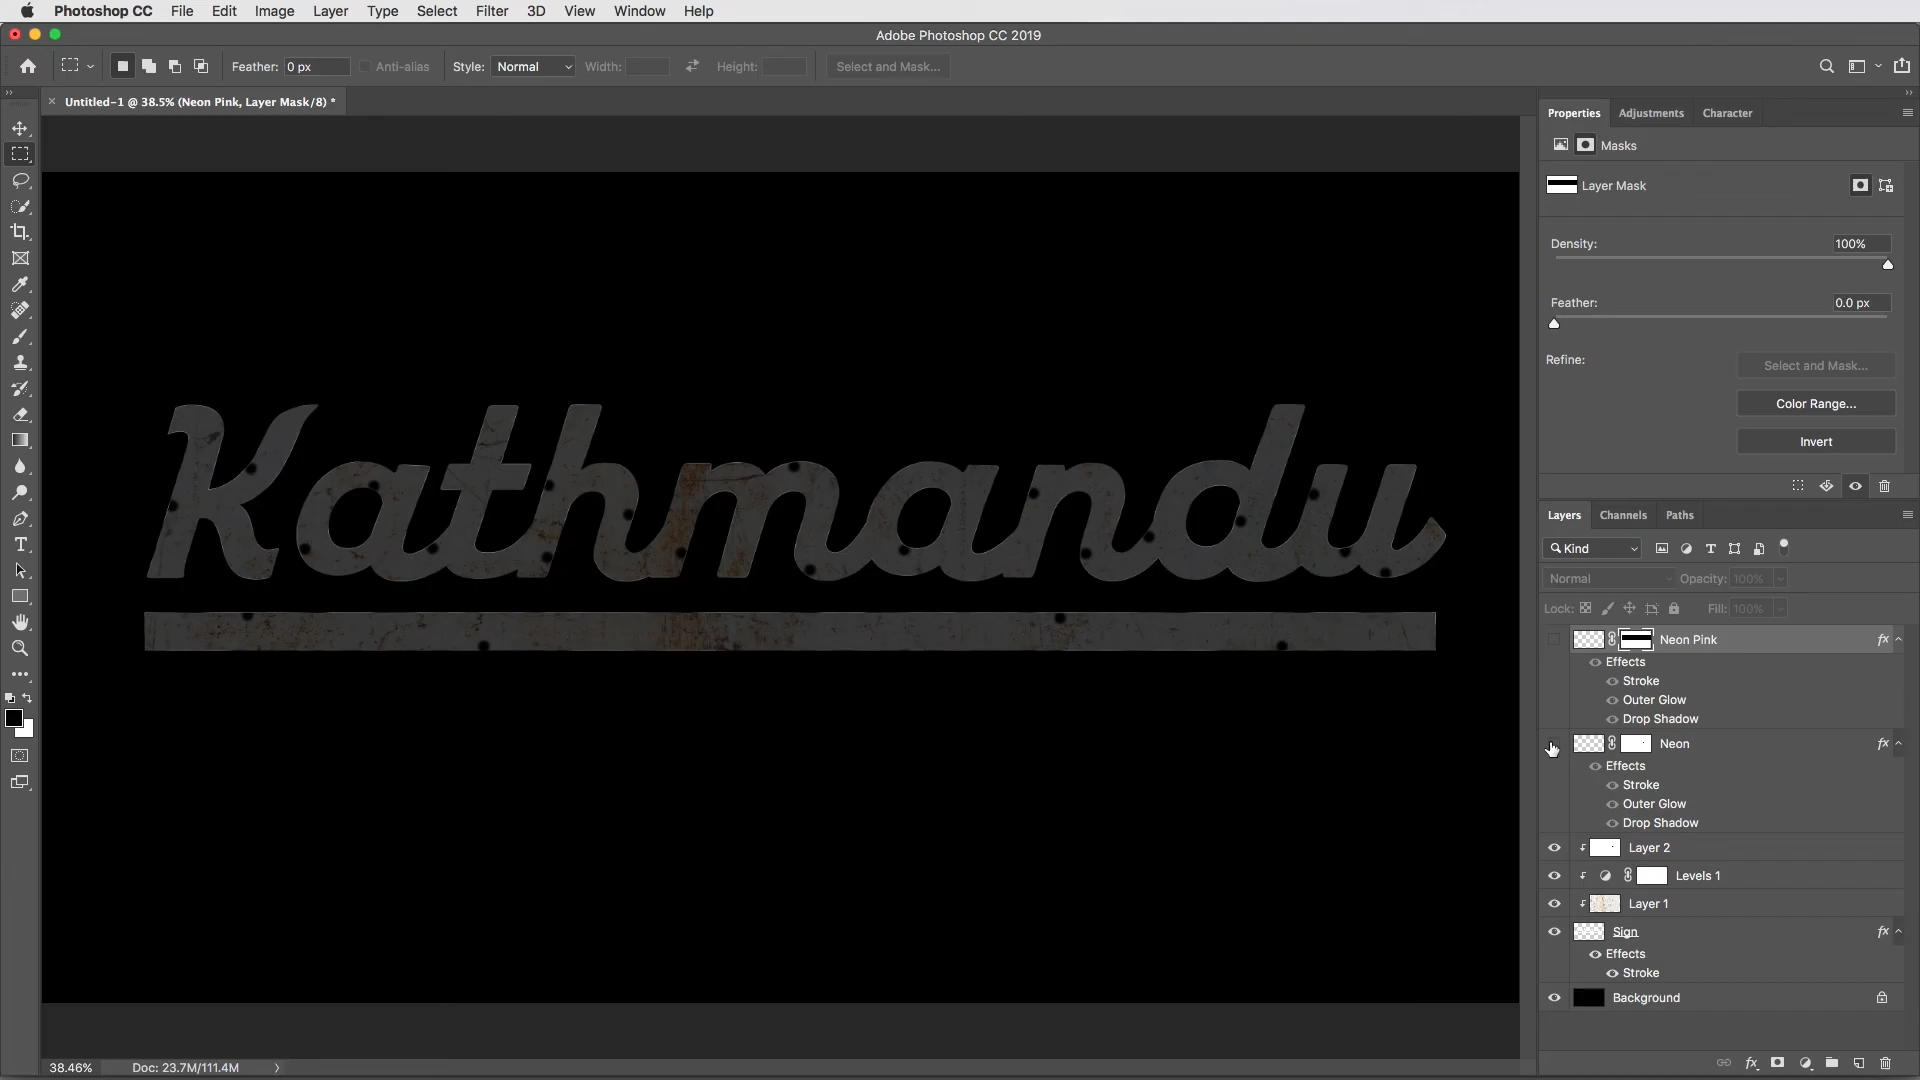 Photoshop CC File Edit Image Layer Type Select Filter 3D View Window Help
Adobe Photoshop CC 2019
Feather: 0 px Anti-alias Style: Normal Width: Height: Select and Mask...
Untitled-1 @ 38.5% (Neon Pink, Layer Mask/8) *
Properties Adjustments Character
Masks
Layer Mask
Density: 100%
Feather: 0.0 px
Refine: Select and Mask...
Color Range...
Invert
Kathmandu
Layers Channels Paths
Kind
Normal Opacity: 100%
Lock: Fill: 100%
Neon Pink fx
Effects
Stroke
Outer Glow
Drop Shadow
Neon fx
Effects
Stroke
Outer Glow
Drop Shadow
Layer 2
Levels 1
Layer 1
Sign fx
Effects
Stroke
Background
38.46% Doc: 23.7M/111.4M
fx